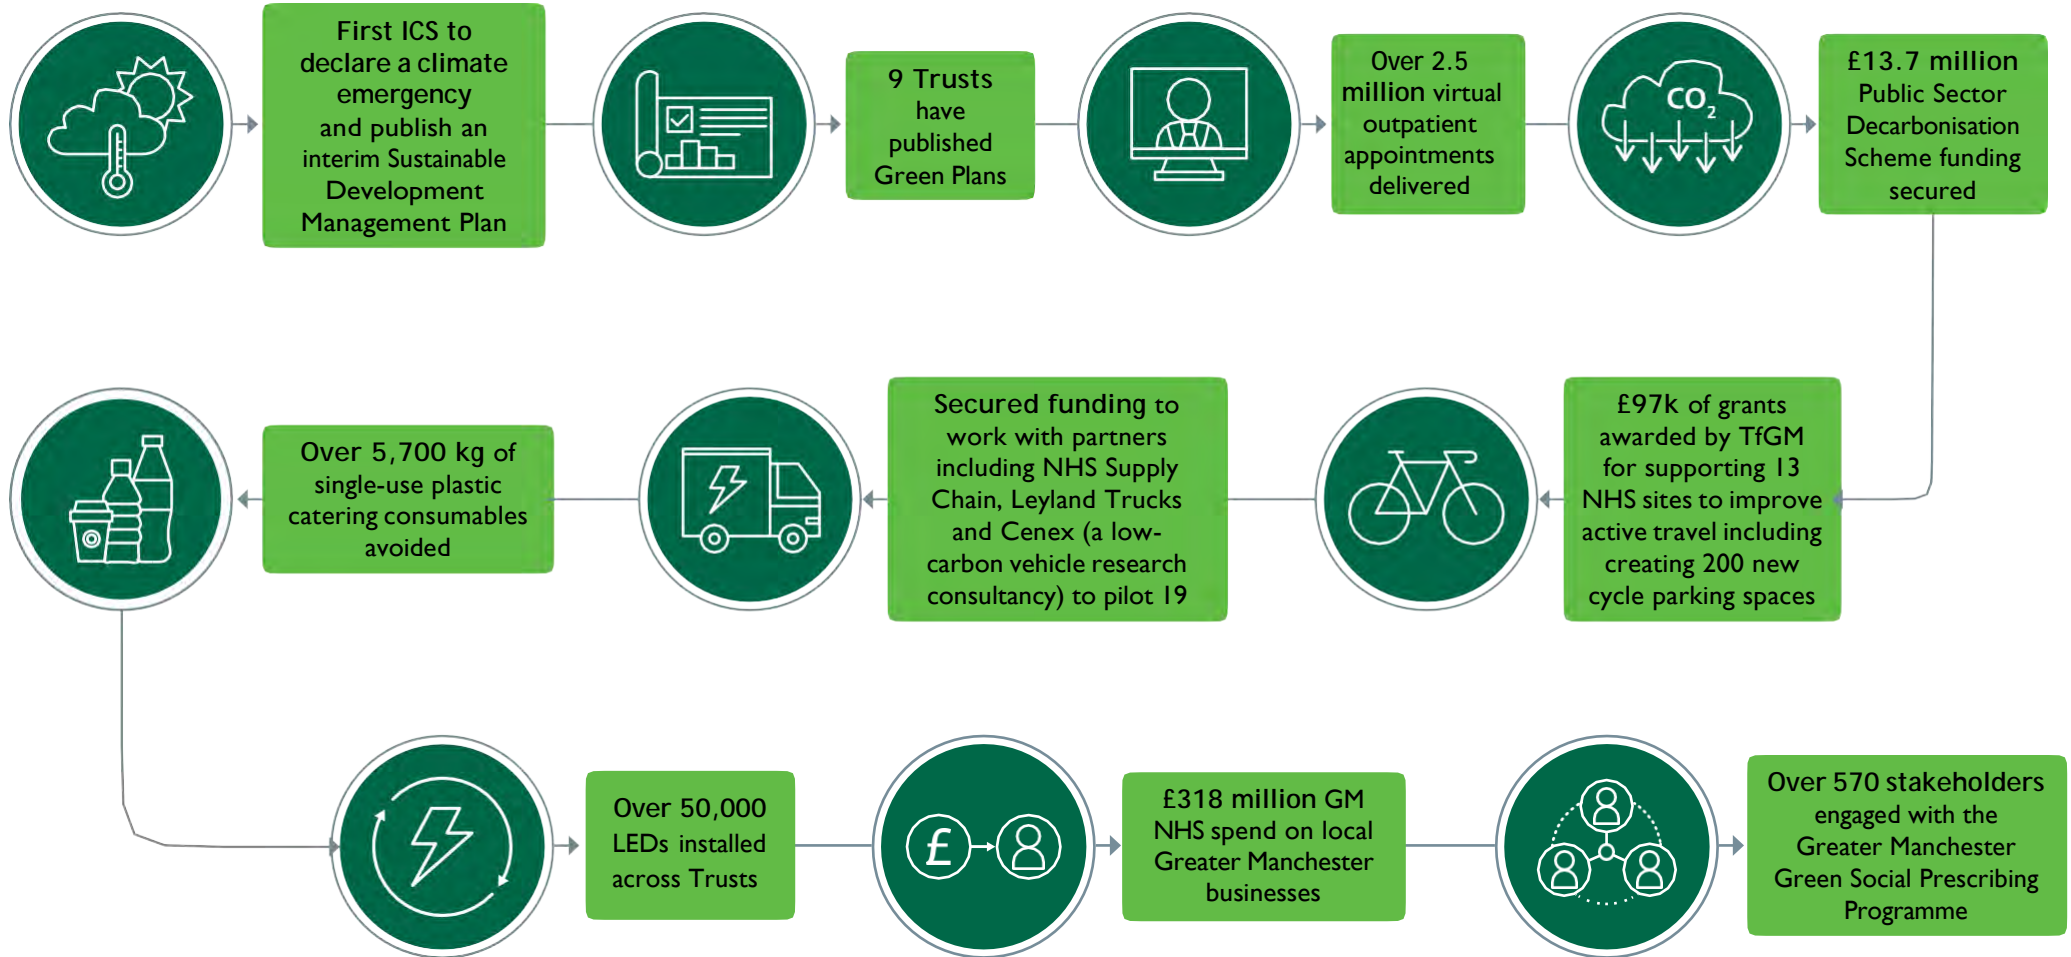 First ICS to
declare a climate
emergency
and publish an
interim Sustainable
Development
Management Plan
9 Trusts
have
published
Green Plans
Over 2.5
million virtual
outpatient
appointments
delivered
CO2
£13.7 million
Public Sector
Decarbonisation
Scheme funding
secured
£97k of grants
awarded by TfGM
for supporting 13
NHS sites to improve
active travel including
creating 200 new
cycle parking spaces
Secured funding to
work with partners
including NHS Supply
Chain, Leyland Trucks
and Cenex (a low-
carbon vehicle research
consultancy) to pilot 19
Over 5,700 kg of
single-use plastic
catering consumables
avoided
Over 50,000
LEDs installed
across Trusts
£
£318 million GM
NHS spend on local
Greater Manchester
businesses
Over 570 stakeholders
engaged with the
Greater Manchester
Green Social Prescribing
Programme